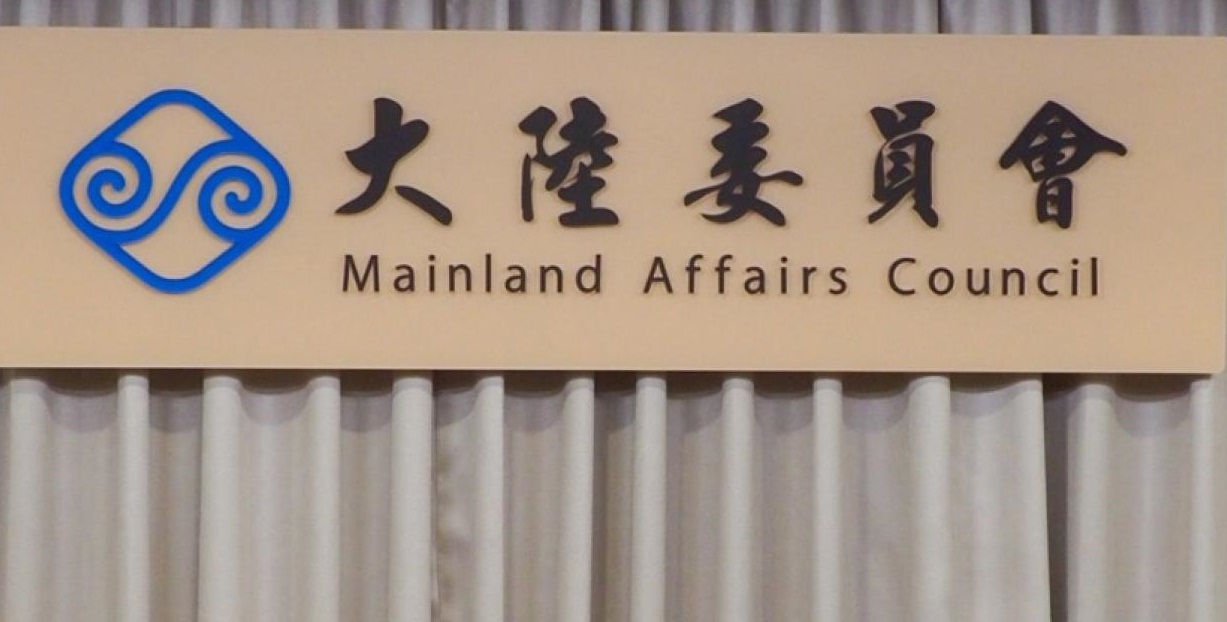 大陸委員會
Mainland Affairs Council